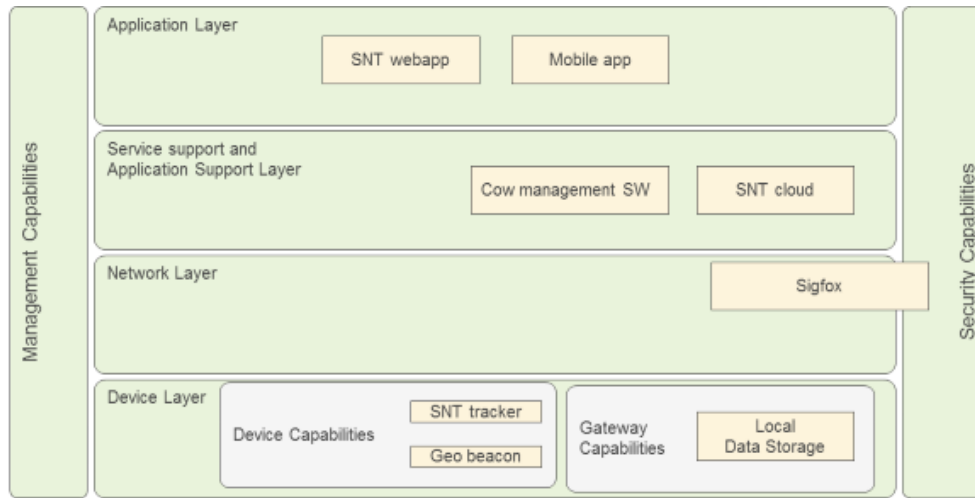 Application Layer
SNT webapp
Mobile app
Service support and
Application Support Layer
Cow management SW
SNT cloud
Management Capabilities
Security Capabilities
Network Layer
Sigfox
Device Layer
Device Capabilities
SNT tracker
Geo beacon
Gateway
Capabilities
Local
Data Storage